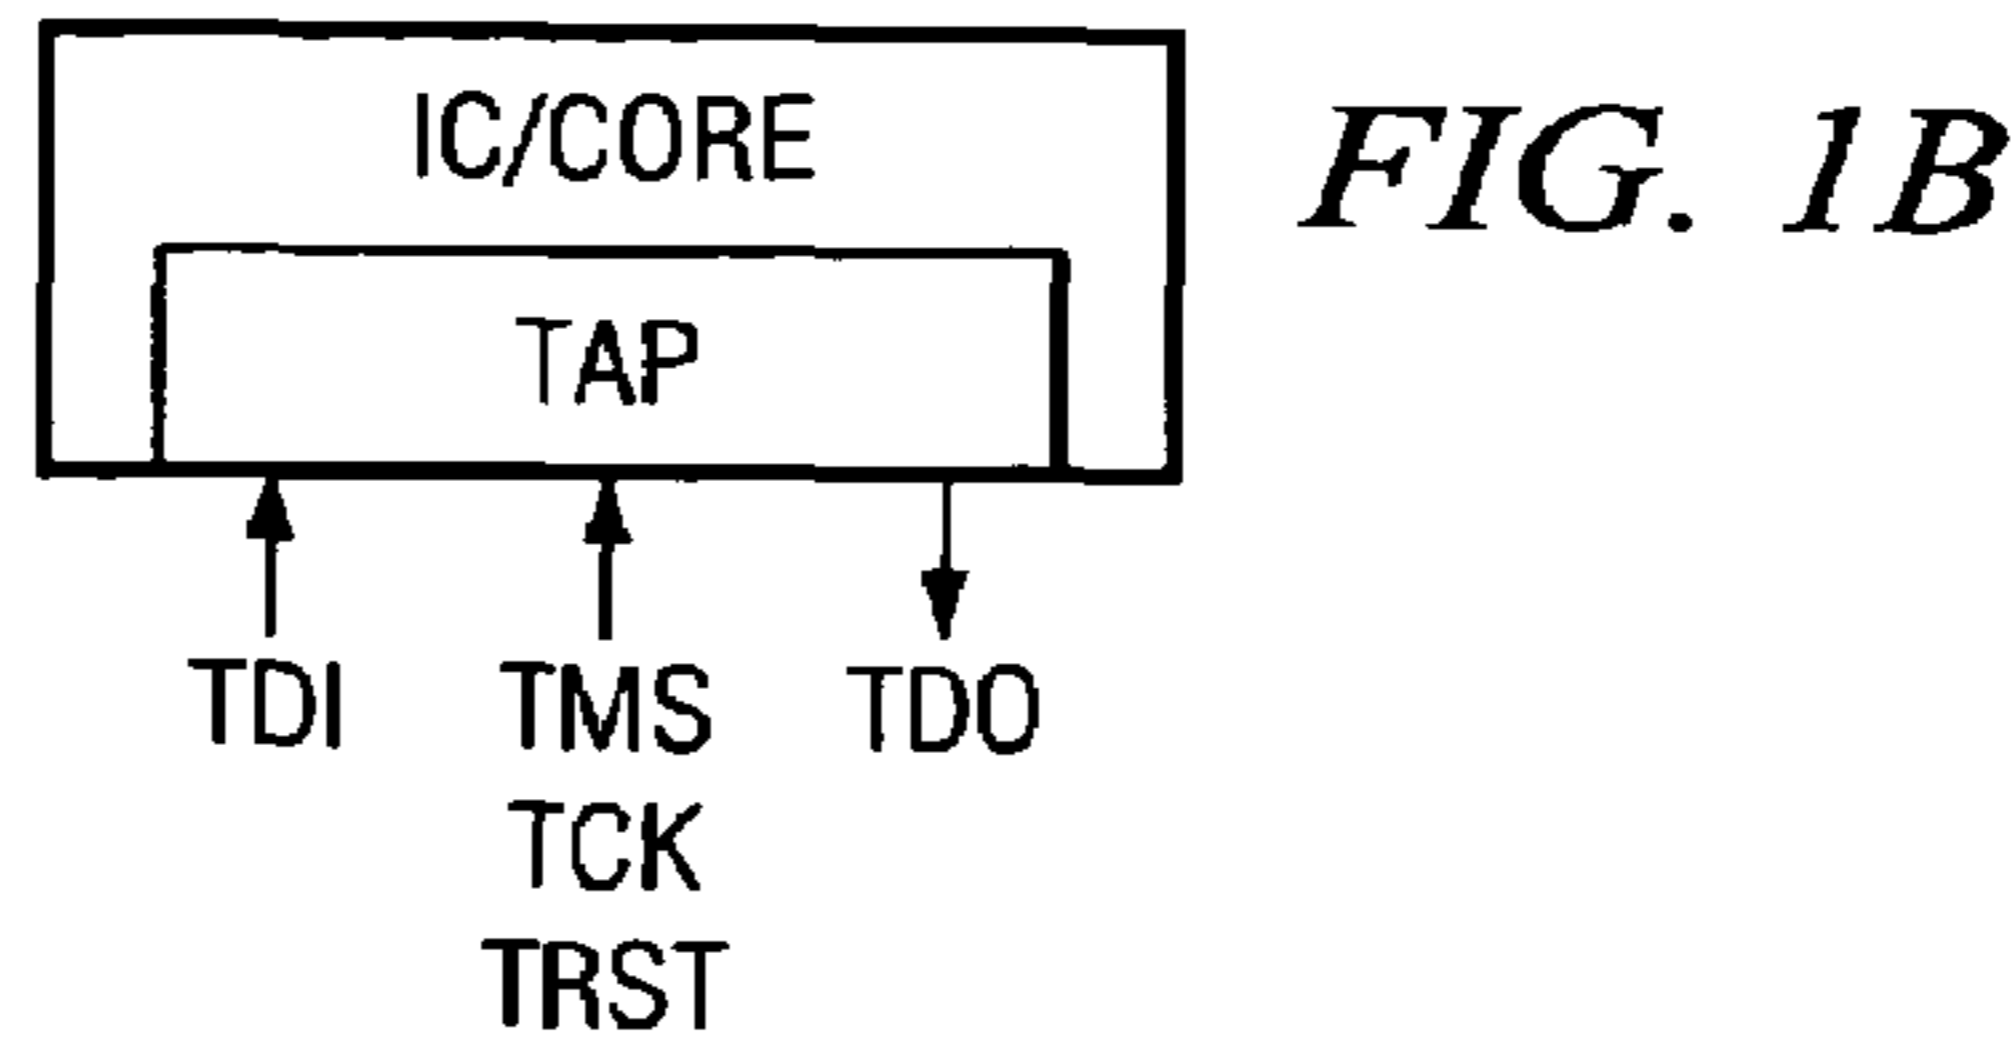 IC/CORE
FIG. 1B
TAP
TDI TMS TDO
TCK
TRST